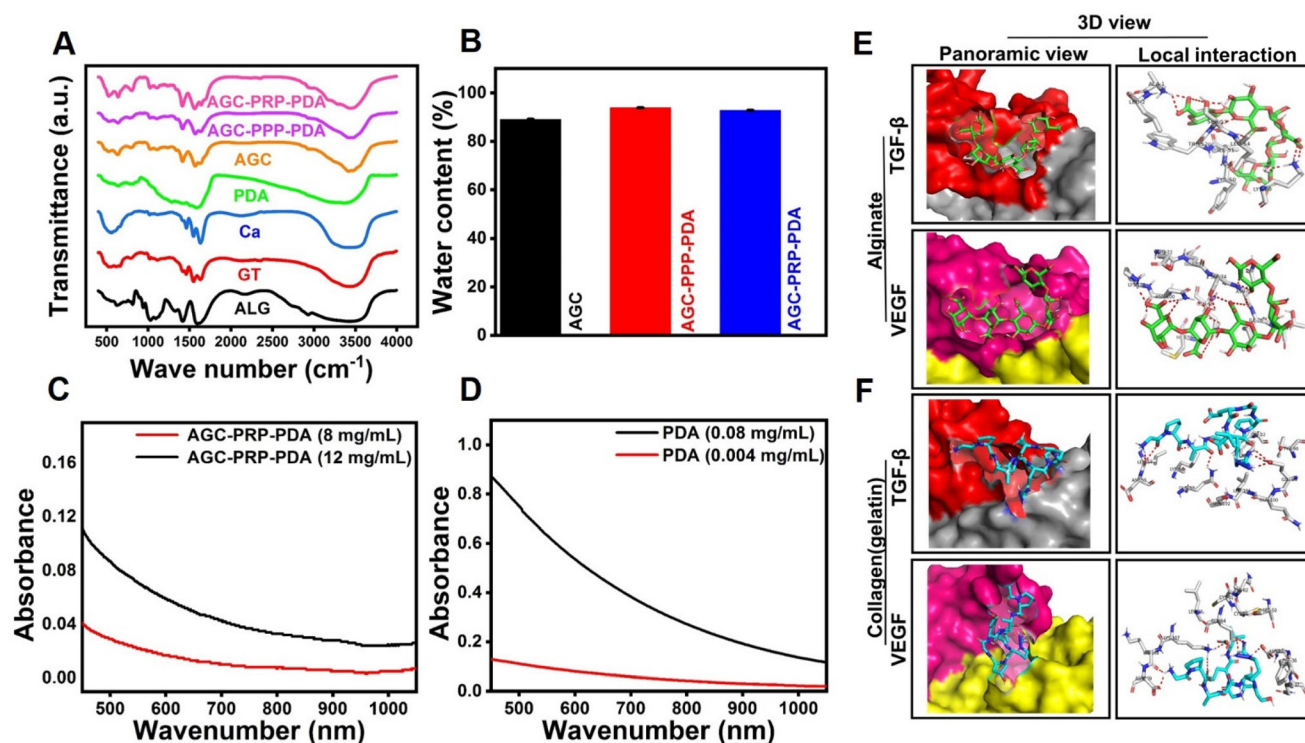 A
Transmittance (a.u.)
AGC-PRP-PDA
AGC-PPP-PDA
AGC
PDA
Ca
GT
ALG
500 1000 1500 2000 2500 3000 3500 4000
Wave number (cm⁻¹)
B
Water content (%)
100
80
60
40
20
0
AGC
AGC-PPP-PDA
AGC-PRP-PDA
C
Absorbance
0.16
0.12
0.08
0.04
0.00
AGC-PRP-PDA (8 mg/mL)
AGC-PRP-PDA (12 mg/mL)
500 600 700 800 900 1000
Wavenumber (nm)
D
Absorbance
1.0
0.8
0.6
0.4
0.2
0.0
PDA (0.08 mg/mL)
PDA (0.004 mg/mL)
500 600 700 800 900 1000
Wavenumber (nm)
E
3D view
Panoramic view
Local interaction
Alginate
TGF-β
VEGF
F
Collagen(gelatin)
TGF-β
VEGF